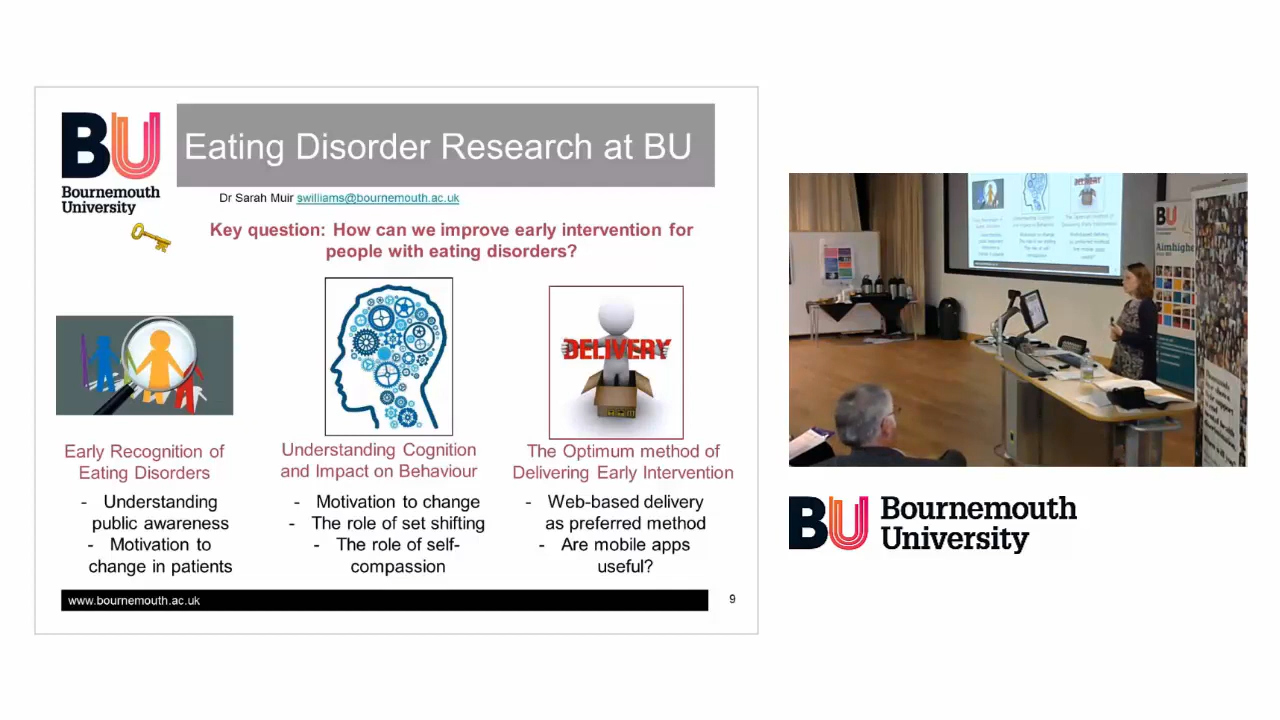 BU
Bournemouth
University
Eating Disorder Research at BU
Dr Sarah Muir swilliams@bournemouth.ac.uk
Key question: How can we improve early intervention for
people with eating disorders?
DELIVERY
Early Recognition of
Eating Disorders
- Understanding
public awareness
- Motivation to
change in patients
Understanding Cognition
and Impact on Behaviour
- Motivation to change
- The role of set shifting
- The role of self-
compassion
The Optimum method of
Delivering Early Intervention
- Web-based delivery
as preferred method
- Are mobile apps
useful?
www.bournemouth.ac.uk
9
BU
Aimhigher
BU
Bournemouth
University